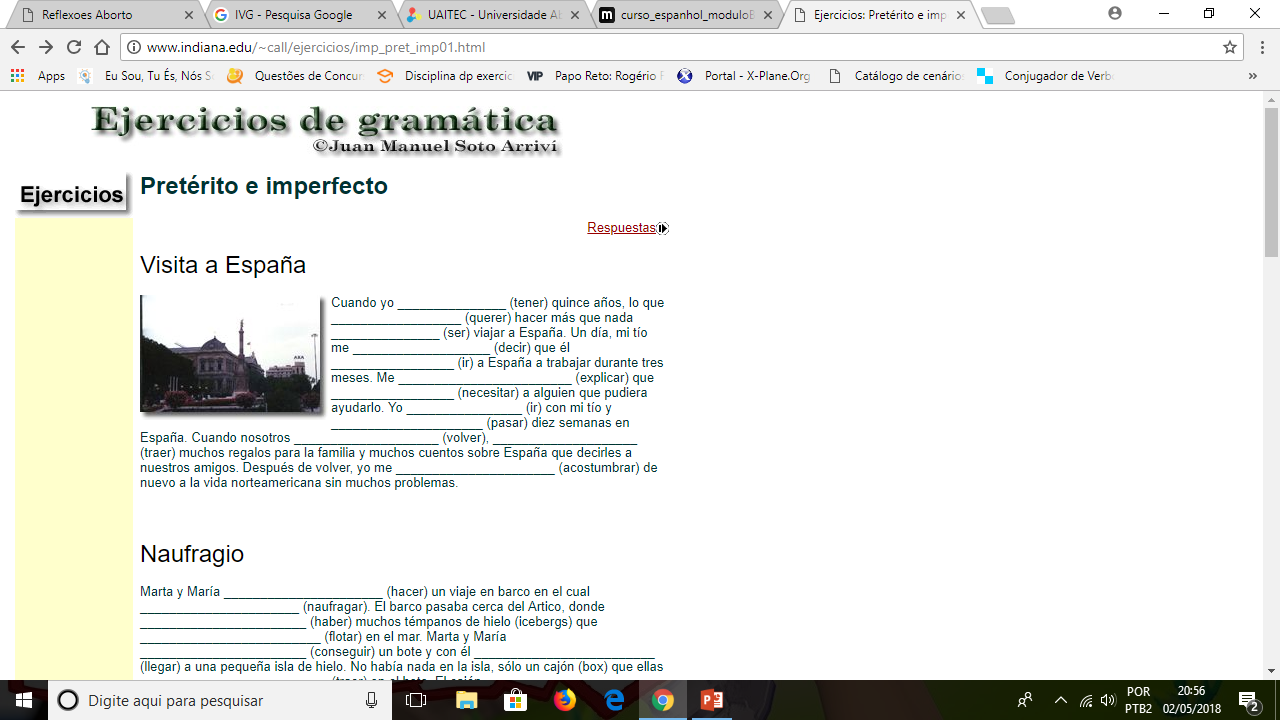 Reflexoes Aborto
IVG - Pesquisa Google
UAITEC - Universidade Ab
curso_espanhol_moduloB
Ejercicios: Pretérito e imp
www.indiana.edu/~call/ejercicios/imp_pret_imp01.html
Apps
Eu Sou, Tu És, Nós S
Questões de Concur
Disciplina dp exercic
VIP
Papo Reto: Rogério F
Portal - X-Plane.Org
Catálogo de cenário
Conjugador de Verb
»
Ejercicios de gramática
©Juan Manuel Soto Arriví
Ejercicios
Pretérito e imperfecto
Respuestas
Visita a España
Cuando yo _______________ (tener) quince años, lo que
__________________ (querer) hacer más que nada
_______________ (ser) viajar a España. Un día, mi tío
me ___________________ (decir) que él
_________________ (ir) a España a trabajar durante tres
meses. Me ________________________ (explicar) que
_________________ (necesitar) a alguien que pudiera
ayudarlo. Yo ________________ (ir) con mi tío y
_____________________ (pasar) diez semanas en
España. Cuando nosotros ____________________ (volver), ____________________
(traer) muchos regalos para la familia y muchos cuentos sobre España que decirles a
nuestros amigos. Después de volver, yo me ______________________ (acostumbrar) de
nuevo a la vida norteamericana sin muchos problemas.
Naufragio
Marta y María ______________________ (hacer) un viaje en barco en el cual
______________________ (naufragar). El barco pasaba cerca del Artico, donde
_______________________ (haber) muchos témpanos de hielo (icebergs) que
_________________________ (flotar) en el mar. Marta y María
_______________________ (conseguir) un bote y con él _________________________
(llegar) a una pequeña isla de hielo. No había nada en la isla, sólo un cajón (box) que ellas
Digite aqui para pesquisar
POR
PTB2
20:56
02/05/2018
2